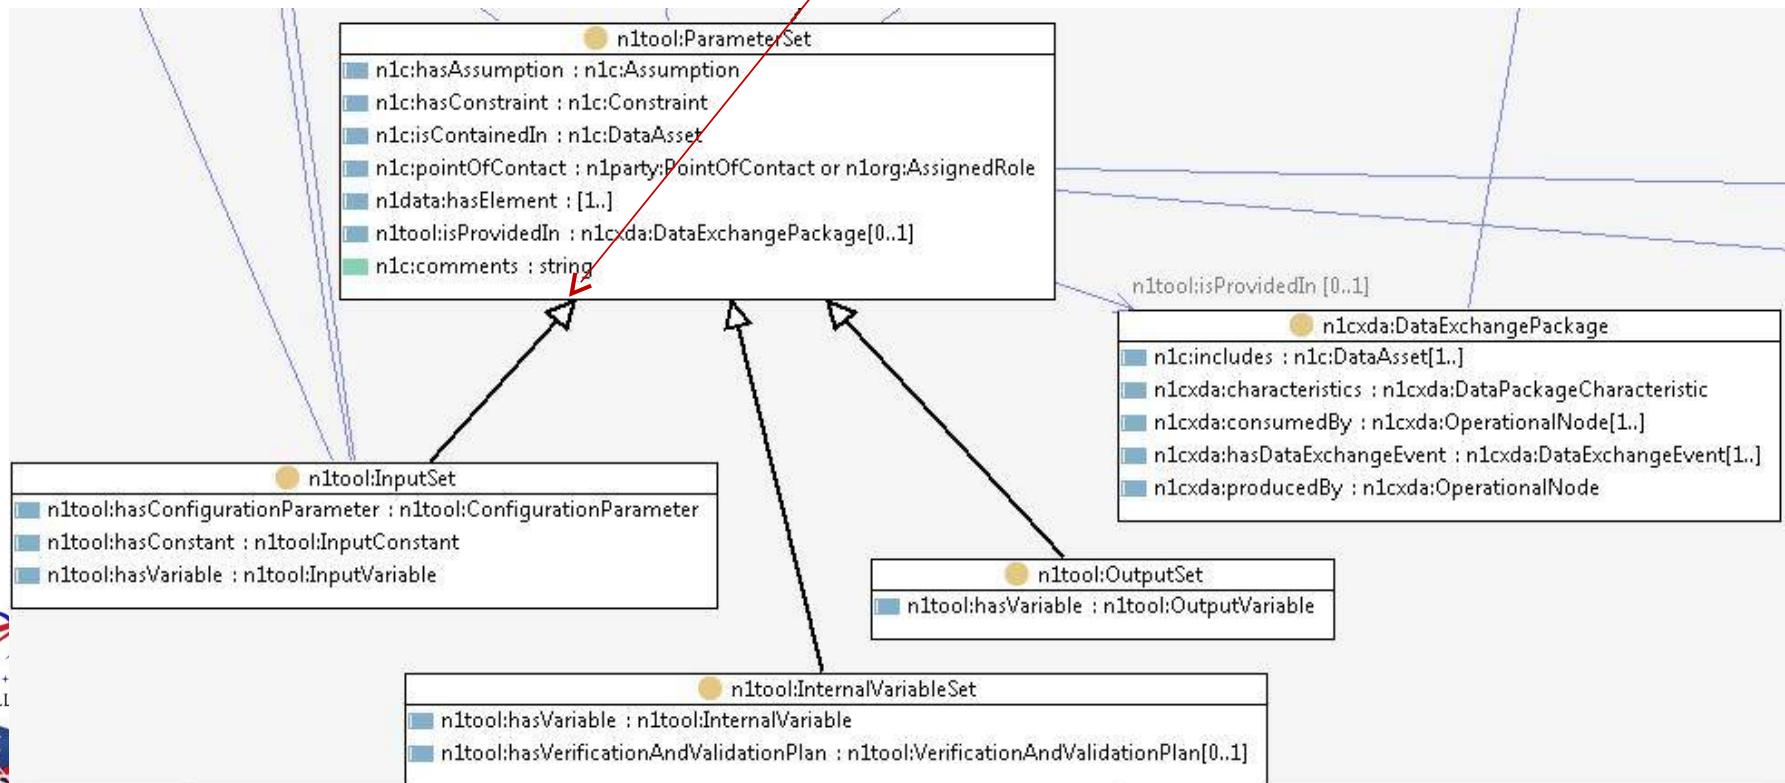 n1tool:ParameterSet
n1c:hasAssumption : n1c:Assumption
n1c:hasConstraint : n1c:Constraint
n1c:isContainedIn : n1c:DataAsset
n1c:pointOfContact : n1party:PointOfContact or n1org:AssignedRole
n1data:hasElement : [1..]
n1tool:isProvidedIn : n1cxda:DataExchangePackage[0..1]
n1c:comments : string
n1tool:isProvidedIn [0..1]
n1cxda:DataExchangePackage
n1c:includes : n1c:DataAsset[1..]
n1cxda:characteristics : n1cxda:DataPackageCharacteristic
n1cxda:consumedBy : n1cxda:OperationalNode[1..]
n1cxda:hasDataExchangeEvent : n1cxda:DataExchangeEvent[1..]
n1cxda:producedBy : n1cxda:OperationalNode
n1tool:InputSet
n1tool:hasConfigurationParameter : n1tool:ConfigurationParameter
n1tool:hasConstant : n1tool:InputConstant
n1tool:hasVariable : n1tool:InputVariable
n1tool:OutputSet
n1tool:hasVariable : n1tool:OutputVariable
n1tool:InternalVariableSet
n1tool:hasVariable : n1tool:InternalVariable
n1tool:hasVerificationAndValidationPlan : n1tool:VerificationAndValidationPlan[0..1]